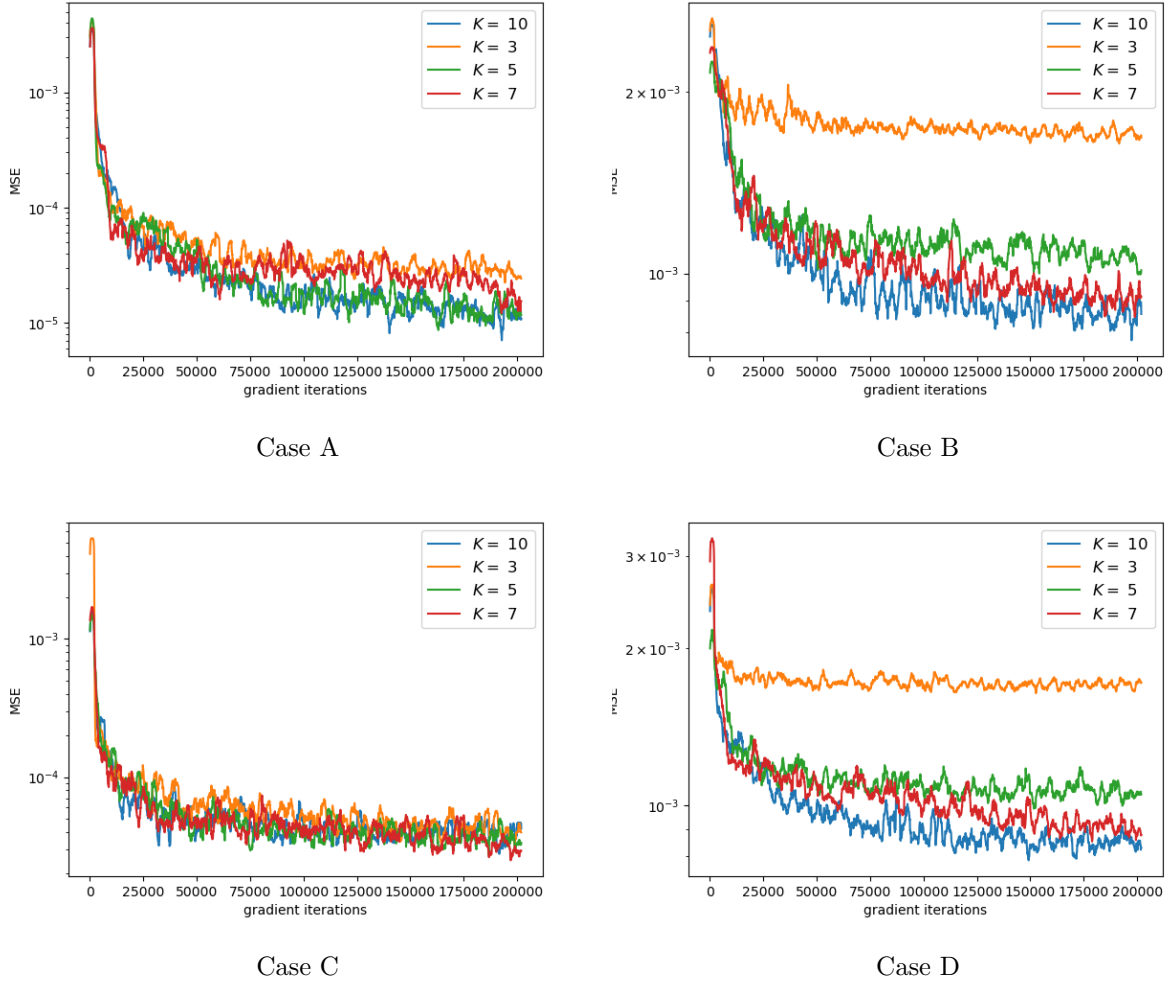 K = 10
K = 3
K = 5
K = 7
10⁻³
10⁻⁴
10⁻⁵
MSE
0 25000 50000 75000 100000 125000 150000 175000 200000
gradient iterations
Case A
K = 10
K = 3
K = 5
K = 7
2 × 10⁻³
10⁻³
MSE
0 25000 50000 75000 100000 125000 150000 175000 200000
gradient iterations
Case B
K = 10
K = 3
K = 5
K = 7
10⁻³
10⁻⁴
MSE
0 25000 50000 75000 100000 125000 150000 175000 200000
gradient iterations
Case C
K = 10
K = 3
K = 5
K = 7
3 × 10⁻³
2 × 10⁻³
10⁻³
MSE
0 25000 50000 75000 100000 125000 150000 175000 200000
gradient iterations
Case D